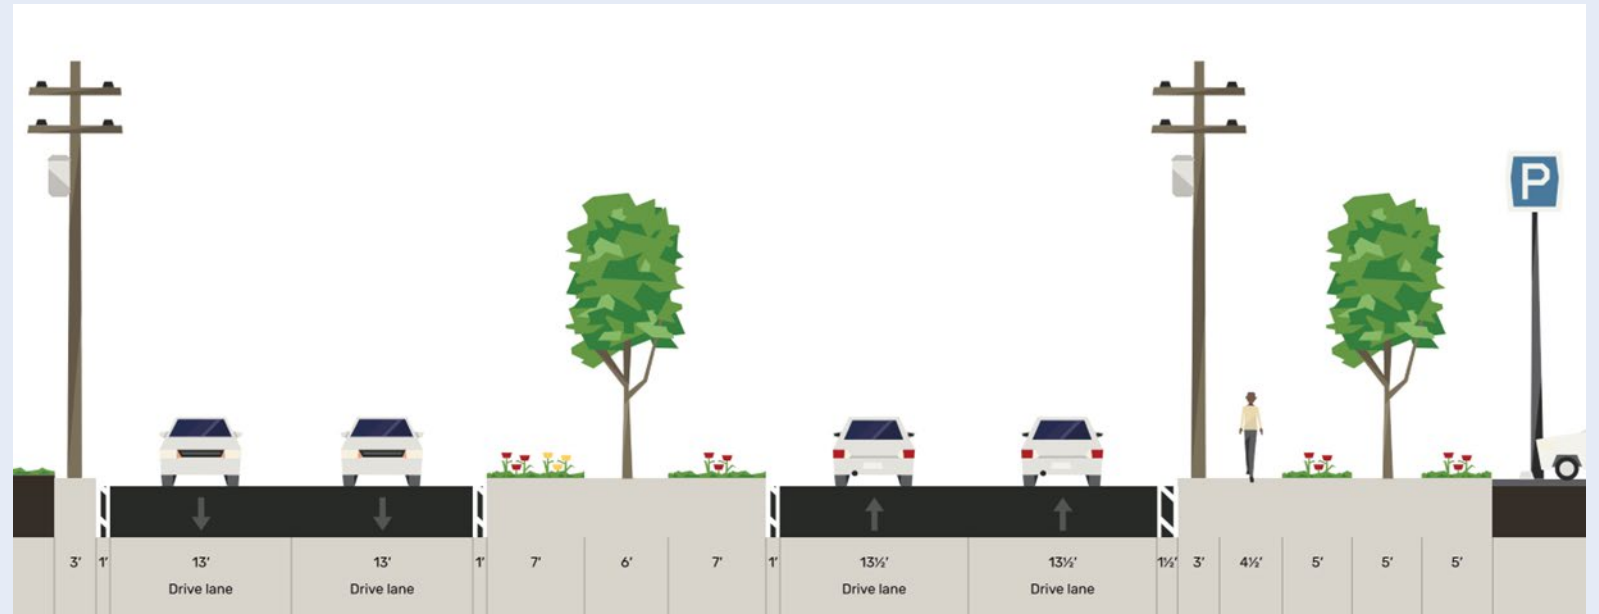 P
3' 1' 13' 13' 1' 7' 6' 7' 1' 13½' 13½' 1½' 3' 4½' 5' 5' 5'
Drive lane Drive lane Drive lane Drive lane